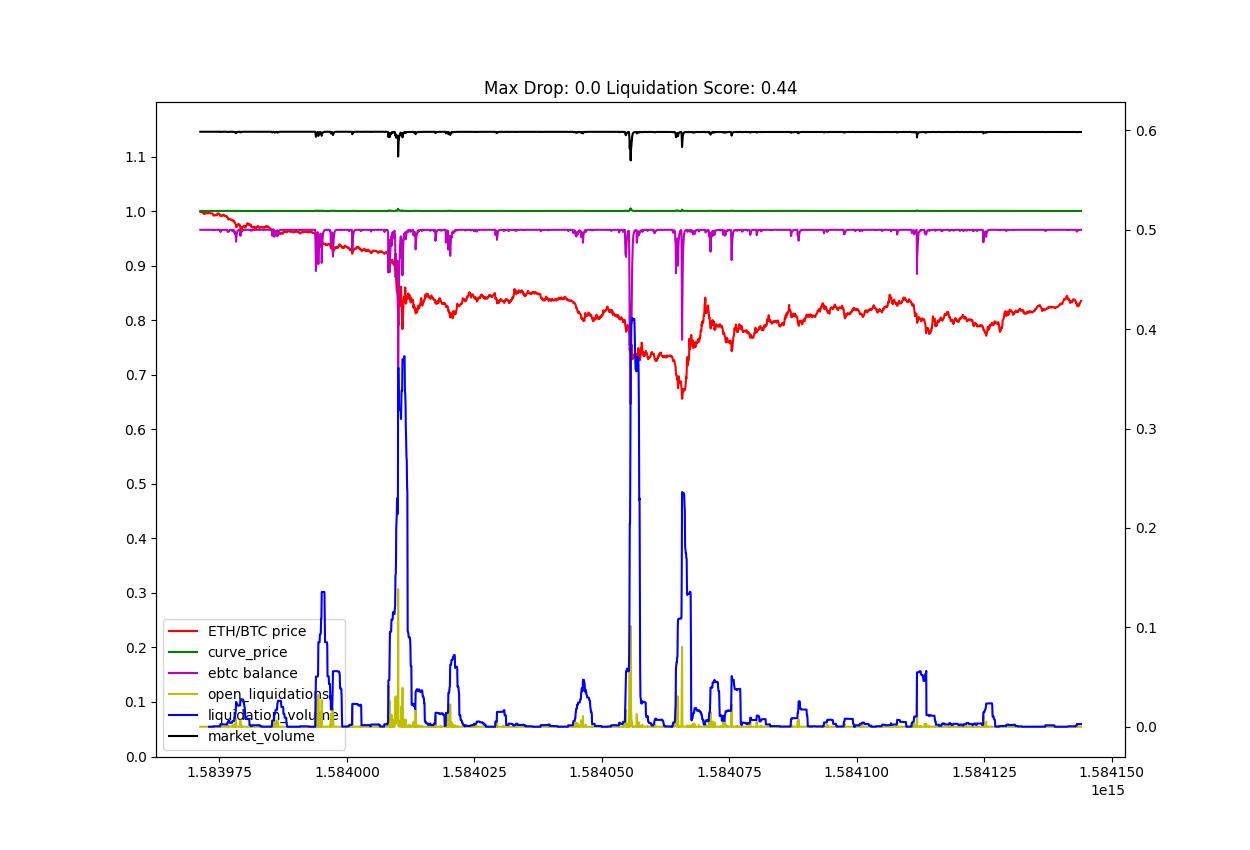 Max Drop: 0.0 Liquidation Score: 0.44
1.1
1.0
0.9
0.8
0.7
0.6
0.5
0.4
0.3
0.2
0.1
0.0
0.6
0.5
0.4
0.3
0.2
0.1
0.0
ETH/BTC price
curve_price
ebtc balance
open_liquidations
liquidation_volume
market_volume
1.583975 1.584000 1.584025 1.584050 1.584075 1.584100 1.584125 1.584150
1e15